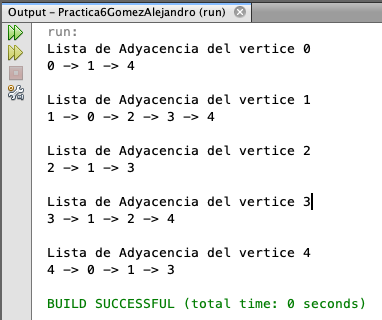 Output - Practica6GomezAlejandro (run)
run:
Lista de Adyacencia del vertice 0
0 -> 1 -> 4
Lista de Adyacencia del vertice 1
1 -> 0 -> 2 -> 3 -> 4
Lista de Adyacencia del vertice 2
2 -> 1 -> 3
Lista de Adyacencia del vertice 3
3 -> 1 -> 2 -> 4
Lista de Adyacencia del vertice 4
4 -> 0 -> 1 -> 3
BUILD SUCCESSFUL (total time: 0 seconds)